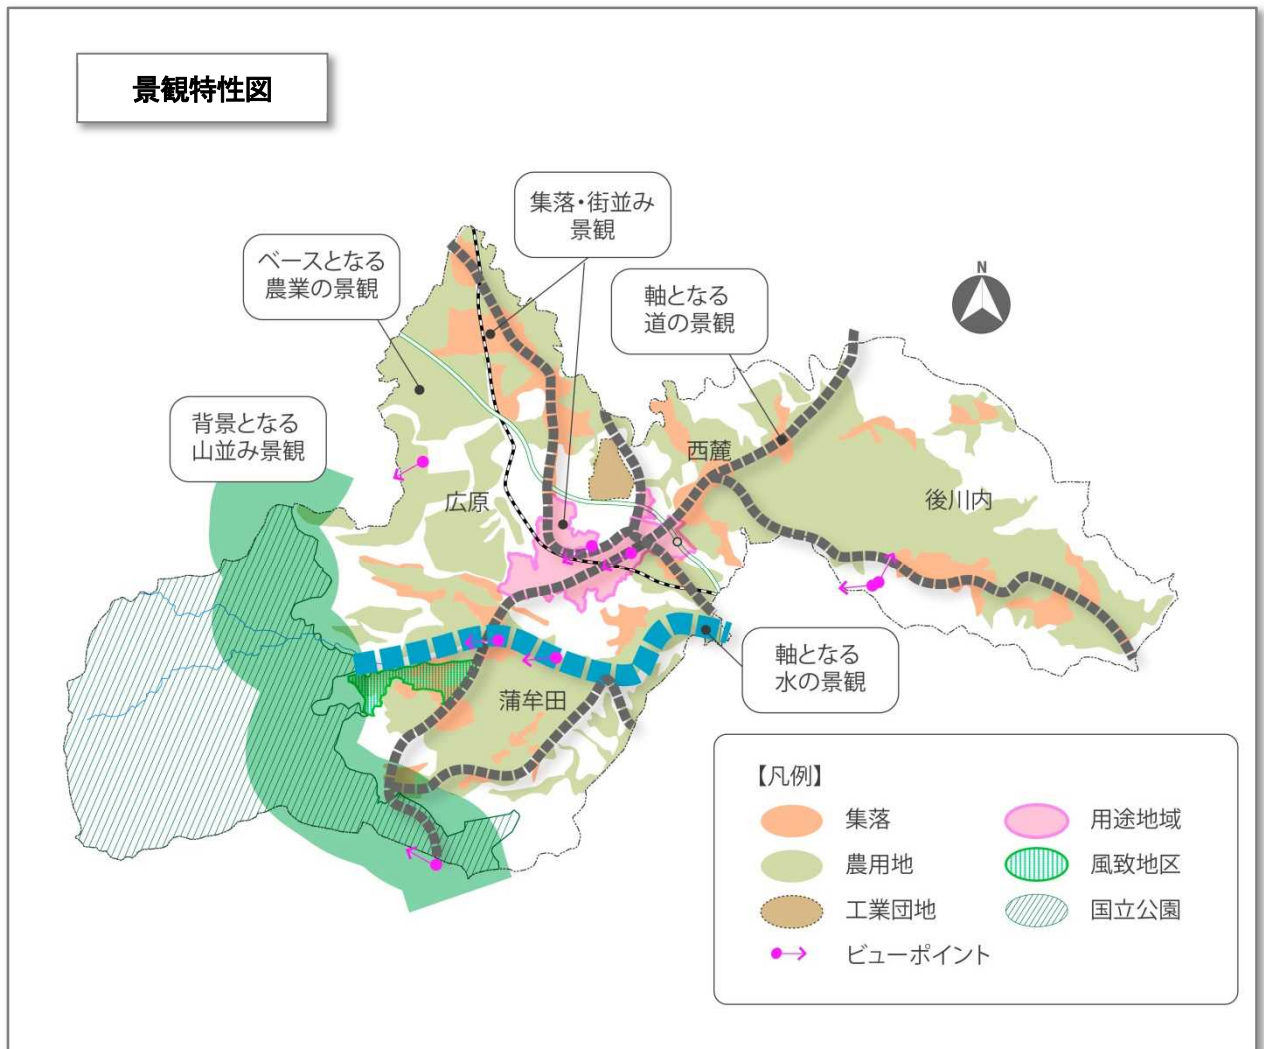 景観特性図
集落・街並み
景観
ベースとなる
農業の景観
軸となる
道の景観
N
背景となる
山並み景観
西麓
広原
後川内
軸となる
水の景観
蒲牟田
【凡例】
集落
用途地域
農用地
風致地区
工業団地
国立公園
ビューポイント